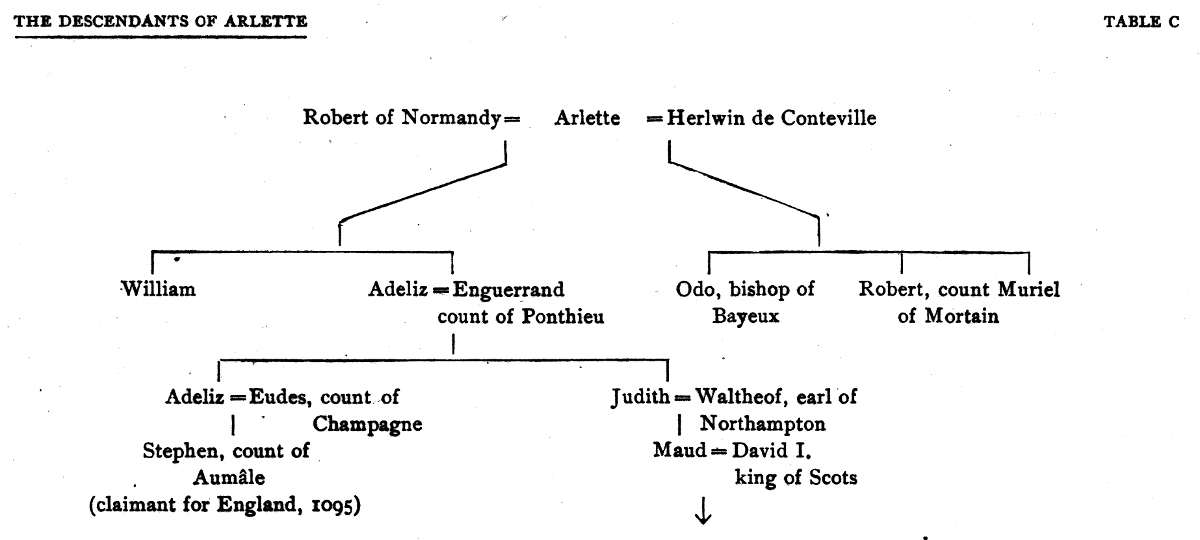 THE DESCENDANTS OF ARLETTE TABLE C
Robert of Normandy= Arlette =Herlwin de Conteville
William Adeliz = Enguerrand Odo, bishop of Robert, count Muriel
count of Ponthieu Bayeux of Mortain
Adeliz = Eudes, count of Judith = Waltheof, earl of
Champagne Northampton
Stephen, count of Maud = David I.
Aumâle king of Scots
(claimant for England, 1095)